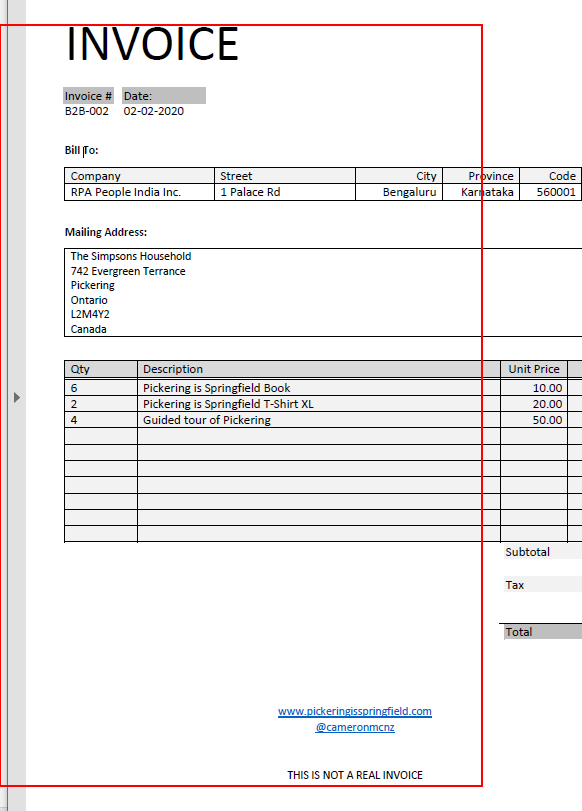 INVOICE
Invoice # Date:
B2B-002 02-02-2020
Bill To:
Company Street City Province Code
RPA People India Inc. 1 Palace Rd Bengaluru Karnataka 560001
Mailing Address:
The Simpsons Household
742 Evergreen Terrance
Pickering
Ontario
L2M4Y2
Canada
Qty Description Unit Price
6 Pickering is Springfield Book 10.00
2 Pickering is Springfield T-Shirt XL 20.00
4 Guided tour of Pickering 50.00
Subtotal
Tax
Total
www.pickeringisspringfield.com
@cameronmcnz
THIS IS NOT A REAL INVOICE